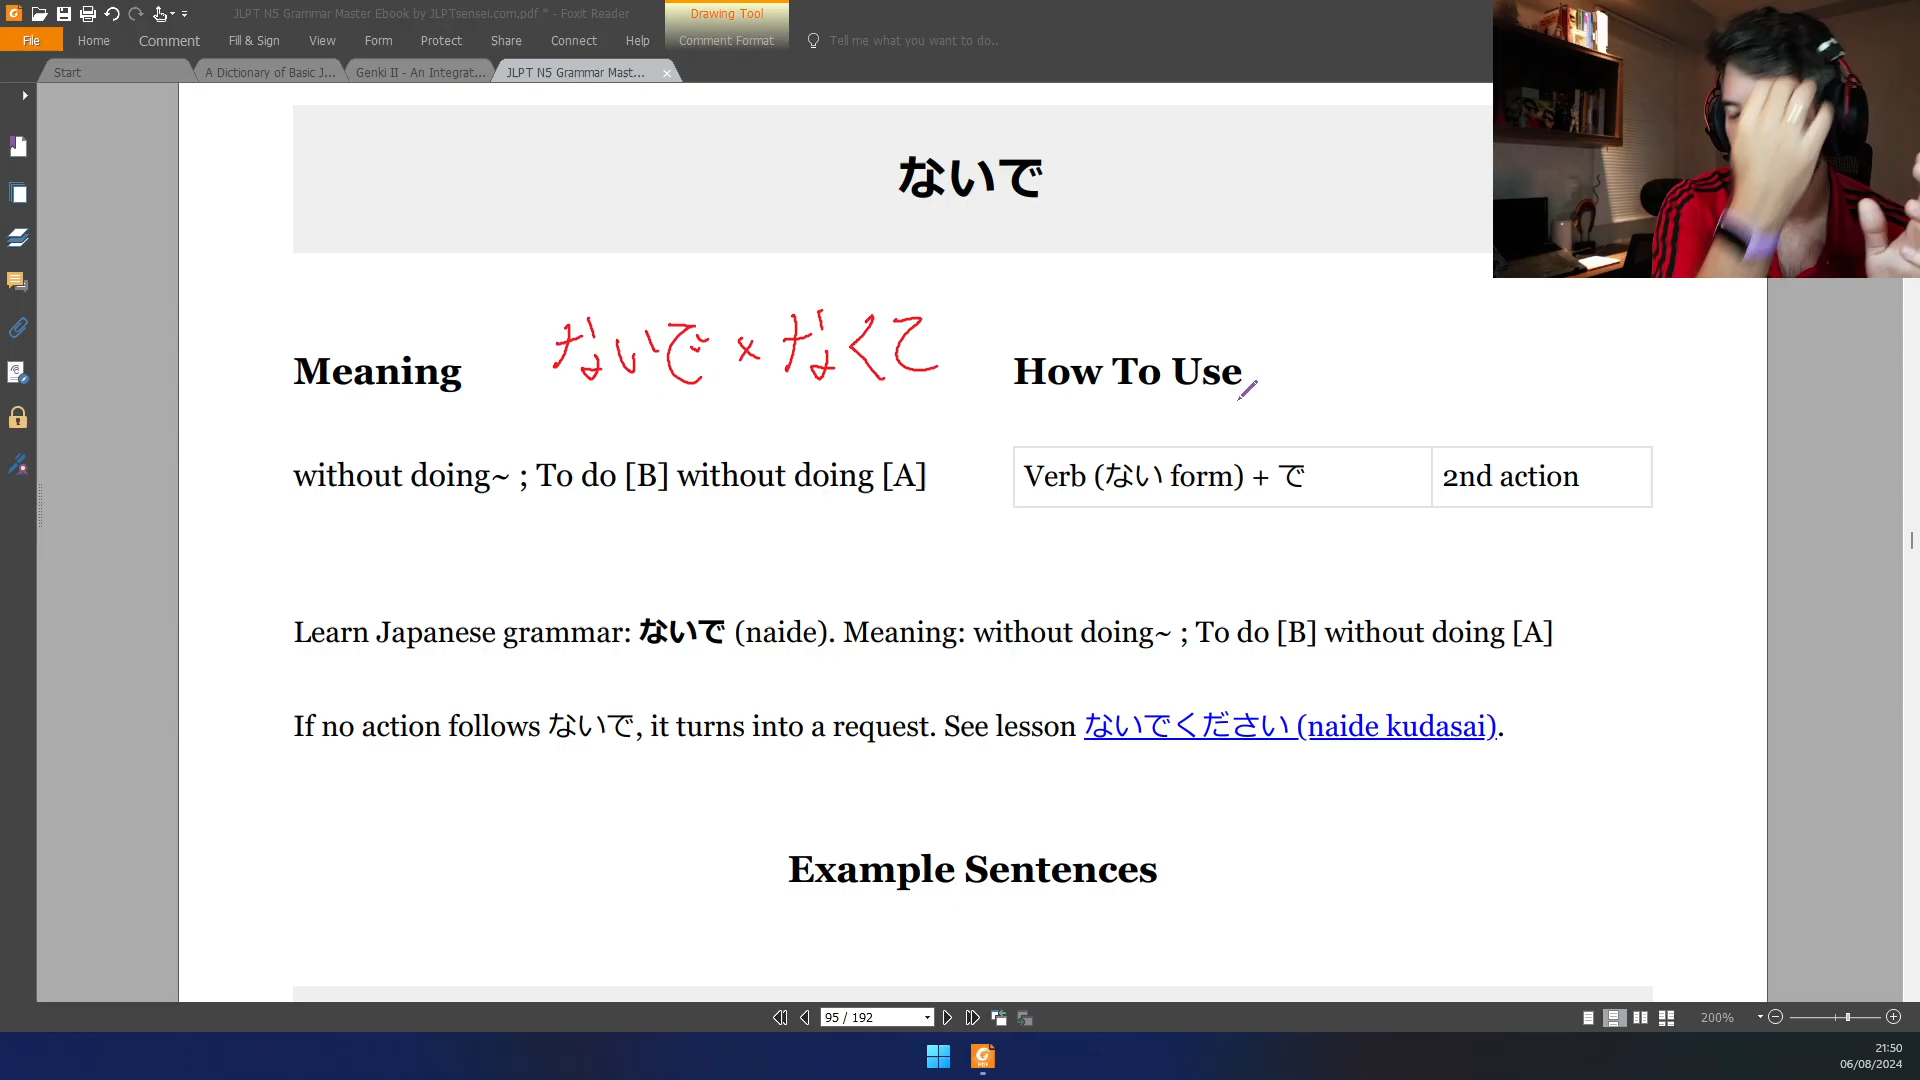 JLPT N5 Grammar Master Ebook by JLPTsensei.com.pdf * - Foxit Reader
Drawing Tool
File
Home
Comment
Fill & Sign
View
Form
Protect
Share
Connect
Help
Comment Format
Tell me what you want to do..
Start
A Dictionary of Basic J...
Genki II - An Integrat...
JLPT N5 Grammar Mast...
ないで
ないで × なくて
Meaning
How To Use
without doing~ ; To do [B] without doing [A]
Verb (ない form) + で
2nd action
Learn Japanese grammar: ないで (naide). Meaning: without doing~ ; To do [B] without doing [A]
If no action follows ないで, it turns into a request. See lesson ないでください (naide kudasai).
Example Sentences
95 / 192
200%
21:50
06/08/2024